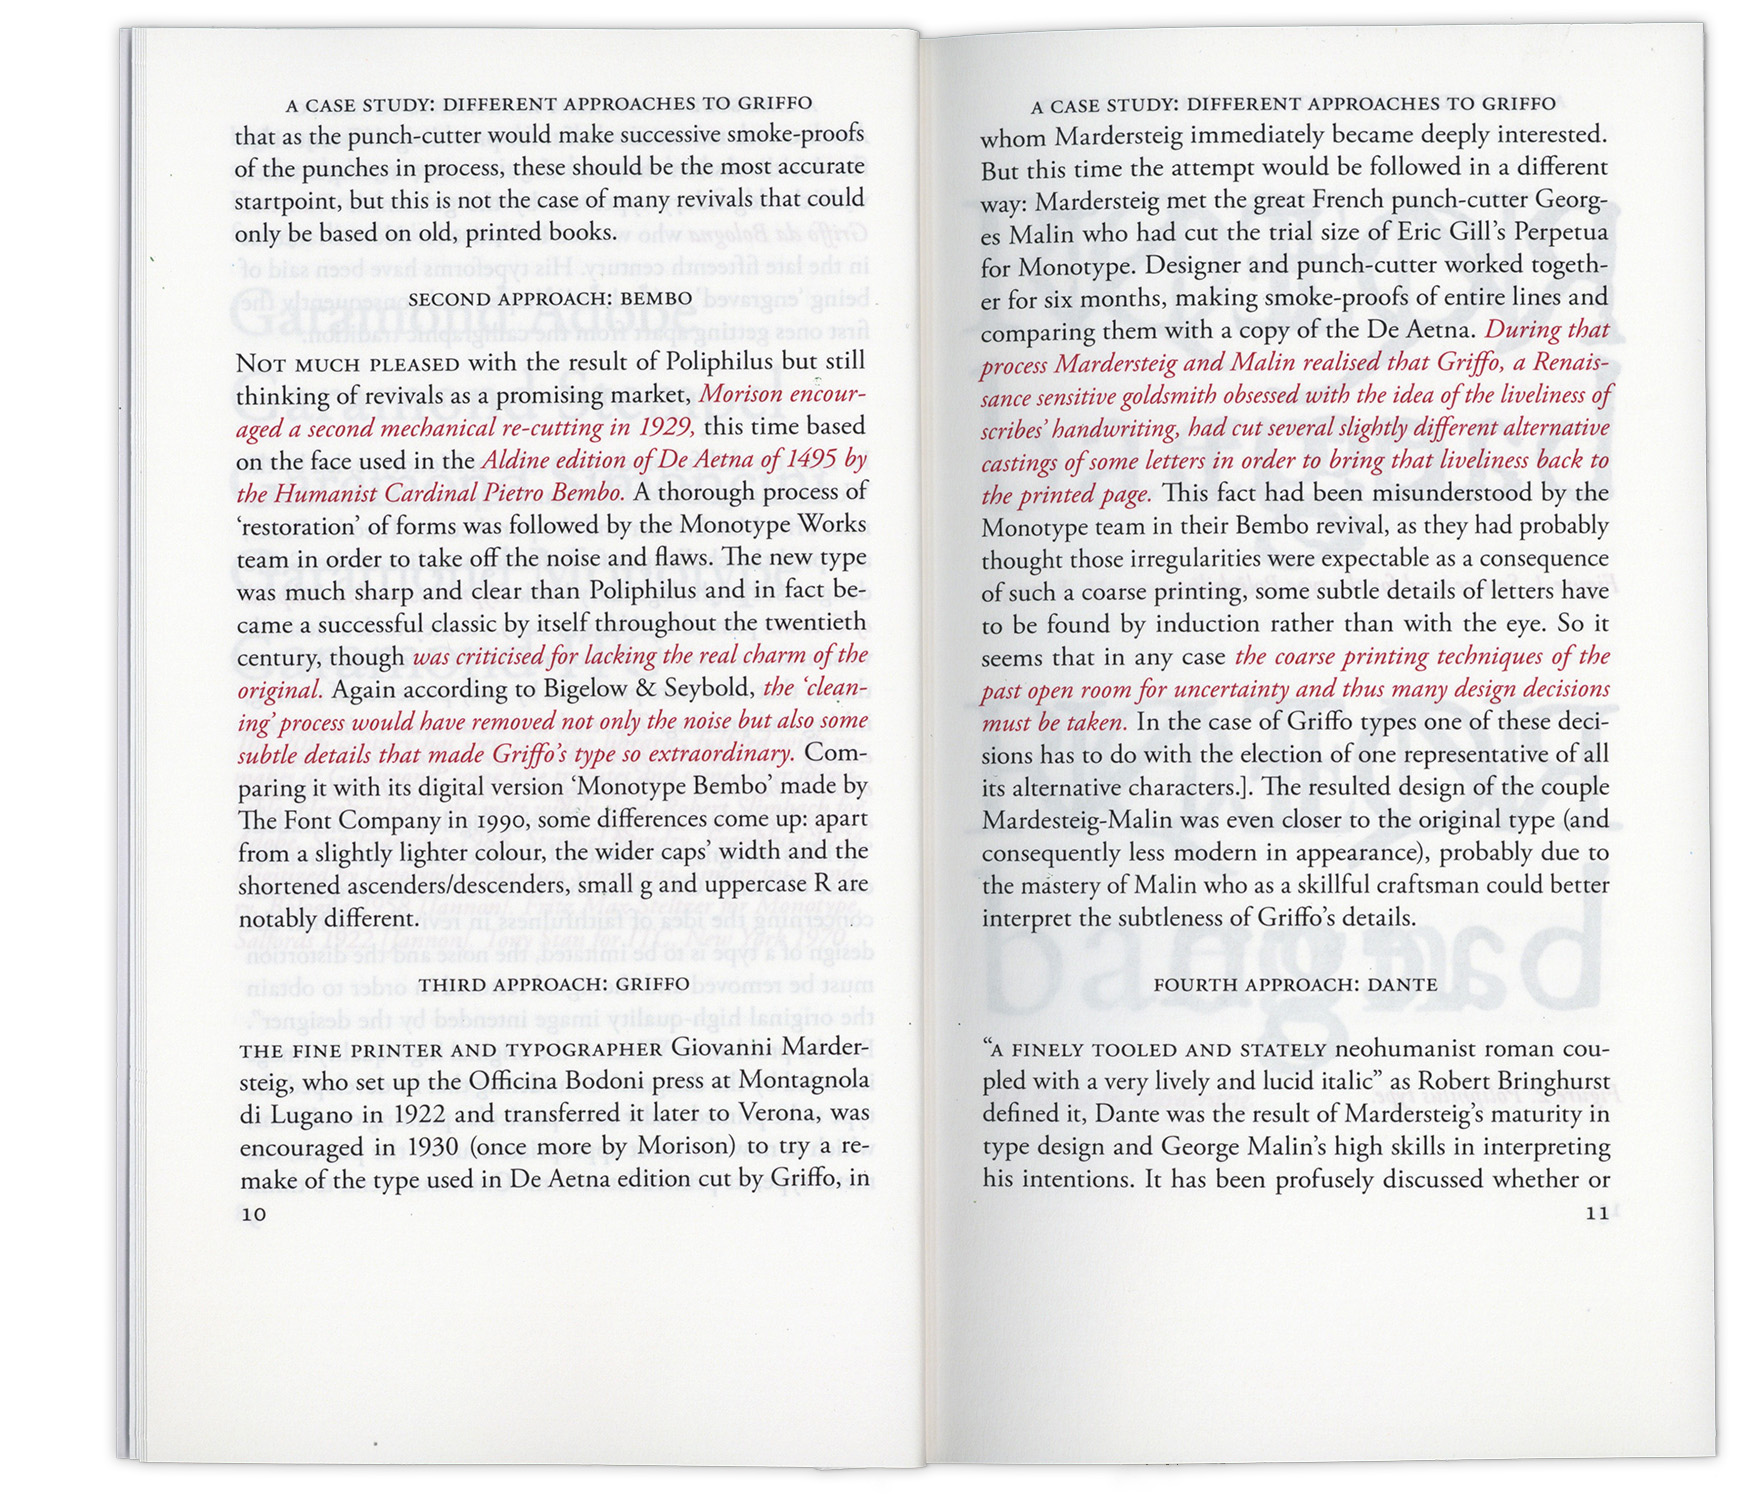 A CASE STUDY: DIFFERENT APPROACHES TO GRIFFO
that as the punch-cutter would make successive smoke-proofs
of the punches in process, these should be the most accurate
startpoint, but this is not the case of many revivals that could
only be based on old, printed books.
SECOND APPROACH: BEMBO
NOT MUCH PLEASED with the result of Poliphilus but still
thinking of revivals as a promising market, Morison encour-
aged a second mechanical re-cutting in 1929, this time based
on the face used in the Aldine edition of De Aetna of 1495 by
the Humanist Cardinal Pietro Bembo. A thorough process of
‘restoration’ of forms was followed by the Monotype Works
team in order to take off the noise and flaws. The new type
was much sharp and clear than Poliphilus and in fact be-
came a successful classic by itself throughout the twentieth
century, though was criticised for lacking the real charm of the
original. Again according to Bigelow & Seybold, the ‘clean-
ing’ process would have removed not only the noise but also some
subtle details that made Griffo’s type so extraordinary. Com-
paring it with its digital version ‘Monotype Bembo’ made by
The Font Company in 1990, some differences come up: apart
from a slightly lighter colour, the wider caps’ width and the
shortened ascenders/descenders, small g and uppercase R are
notably different.
THIRD APPROACH: GRIFFO
THE FINE PRINTER AND TYPOGRAPHER Giovanni Marder-
steig, who set up the Officina Bodoni press at Montagnola
di Lugano in 1922 and transferred it later to Verona, was
encouraged in 1930 (once more by Morison) to try a re-
make of the type used in De Aetna edition cut by Griffo, in
10
A CASE STUDY: DIFFERENT APPROACHES TO GRIFFO
whom Mardersteig immediately became deeply interested.
But this time the attempt would be followed in a different
way: Mardersteig met the great French punch-cutter Georg-
es Malin who had cut the trial size of Eric Gill’s Perpetua
for Monotype. Designer and punch-cutter worked togeth-
er for six months, making smoke-proofs of entire lines and
comparing them with a copy of the De Aetna. During that
process Mardersteig and Malin realised that Griffo, a Renais-
sance sensitive goldsmith obsessed with the idea of the liveliness of
scribes’ handwriting, had cut several slightly different alternative
castings of some letters in order to bring that liveliness back to
the printed page. This fact had been misunderstood by the
Monotype team in their Bembo revival, as they had probably
thought those irregularities were expectable as a consequence
of such a coarse printing, some subtle details of letters have
to be found by induction rather than with the eye. So it
seems that in any case the coarse printing techniques of the
past open room for uncertainty and thus many design decisions
must be taken. In the case of Griffo types one of these deci-
sions has to do with the election of one representative of all
its alternative characters.]. The resulted design of the couple
Mardesteig-Malin was even closer to the original type (and
consequently less modern in appearance), probably due to
the mastery of Malin who as a skillful craftsman could better
interpret the subtleness of Griffo’s details.
FOURTH APPROACH: DANTE
“A FINELY TOOLED AND STATELY neohumanist roman cou-
pled with a very lively and lucid italic” as Robert Bringhurst
defined it, Dante was the result of Mardersteig’s maturity in
type design and George Malin’s high skills in interpreting
his intentions. It has been profusely discussed whether or
11